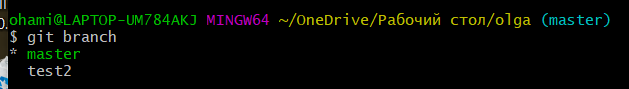 ohami@LAPTOP-UM784AKJ MINGW64 ~/OneDrive/Рабочий стол/olga (master)
$ git branch
* master
  test2